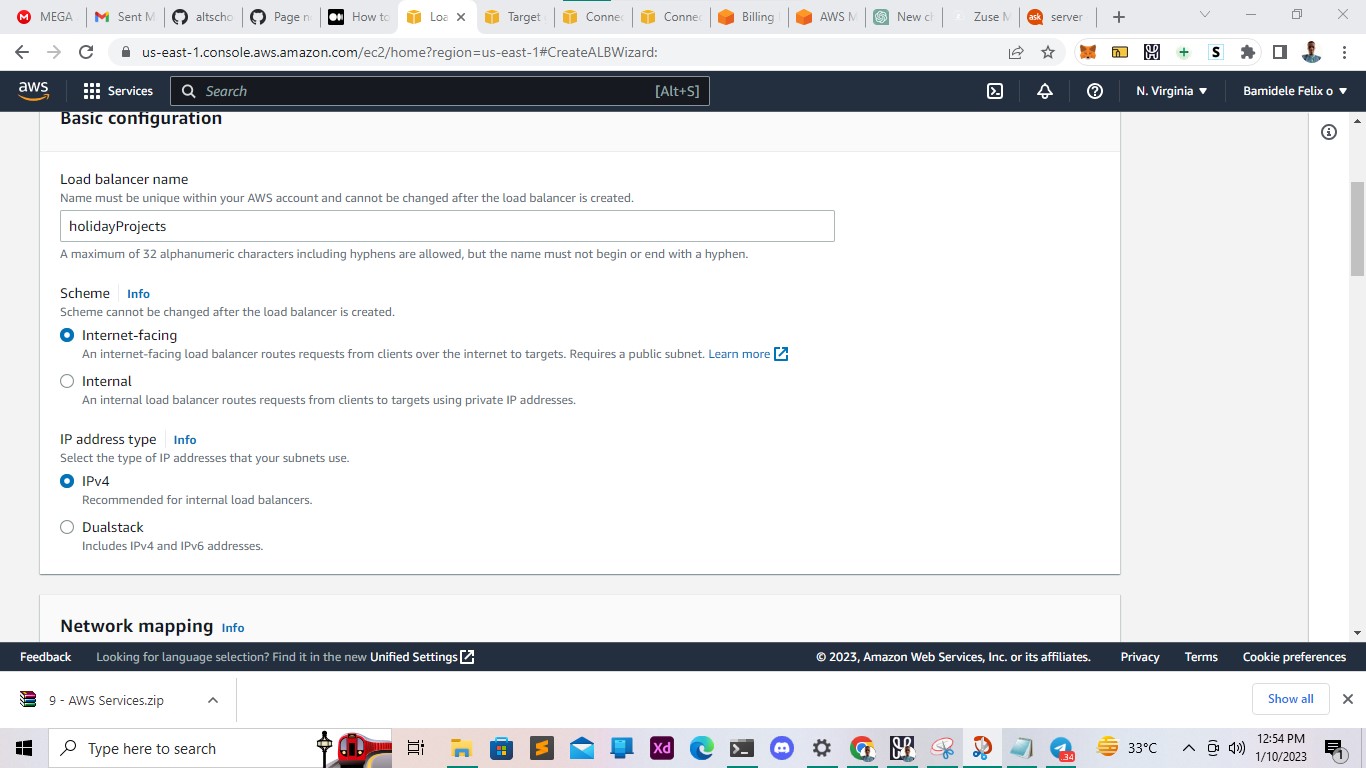 MEGA
Sent M
altscho
Page n
How to
Loa
Target
Connec
Connec
Billing
AWS M
New ch
Zuse M
ask
server
us-east-1.console.aws.amazon.com/ec2/home?region=us-east-1#CreateALBWizard:
aws
Services
Search
[Alt+S]
N. Virginia
Bamidele Felix o
Basic configuration
Load balancer name
Name must be unique within your AWS account and cannot be changed after the load balancer is created.
holidayProjects
A maximum of 32 alphanumeric characters including hyphens are allowed, but the name must not begin or end with a hyphen.
Scheme Info
Scheme cannot be changed after the load balancer is created.
Internet-facing
An internet-facing load balancer routes requests from clients over the internet to targets. Requires a public subnet. Learn more
Internal
An internal load balancer routes requests from clients to targets using private IP addresses.
IP address type Info
Select the type of IP addresses that your subnets use.
IPv4
Recommended for internal load balancers.
Dualstack
Includes IPv4 and IPv6 addresses.
Network mapping Info
Feedback
Looking for language selection? Find it in the new Unified Settings
© 2023, Amazon Web Services, Inc. or its affiliates.
Privacy
Terms
Cookie preferences
9 - AWS Services.zip
Show all
Type here to search
Xd
34
33°C
12:54 PM
1/10/2023
1